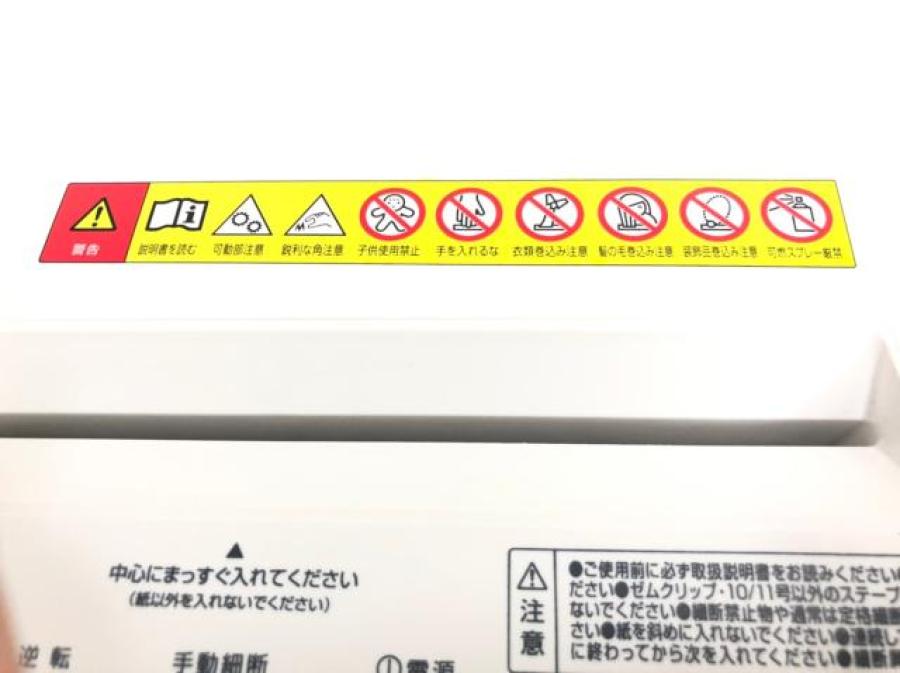 警告 説明書を読む 可動部注意 鋭利な角注意 子供使用禁止 手を入れるな 衣類巻込み注意 髪の毛巻込み注意 装飾品巻込み注意 可燃スプレー厳禁
▲
中心にまっすぐ入れてください
(紙以外を入れないでください)
逆転 手動細断 電源
注意
●ご使用前に必ず取扱説明書をお読みください
ださい●ゼムクリップ・10/11号以外のステープ
ないでください●細断禁止物や通常は定格細断
さい●紙を斜めに入れないでください●連続し
に終わってから次を入れてください●細断